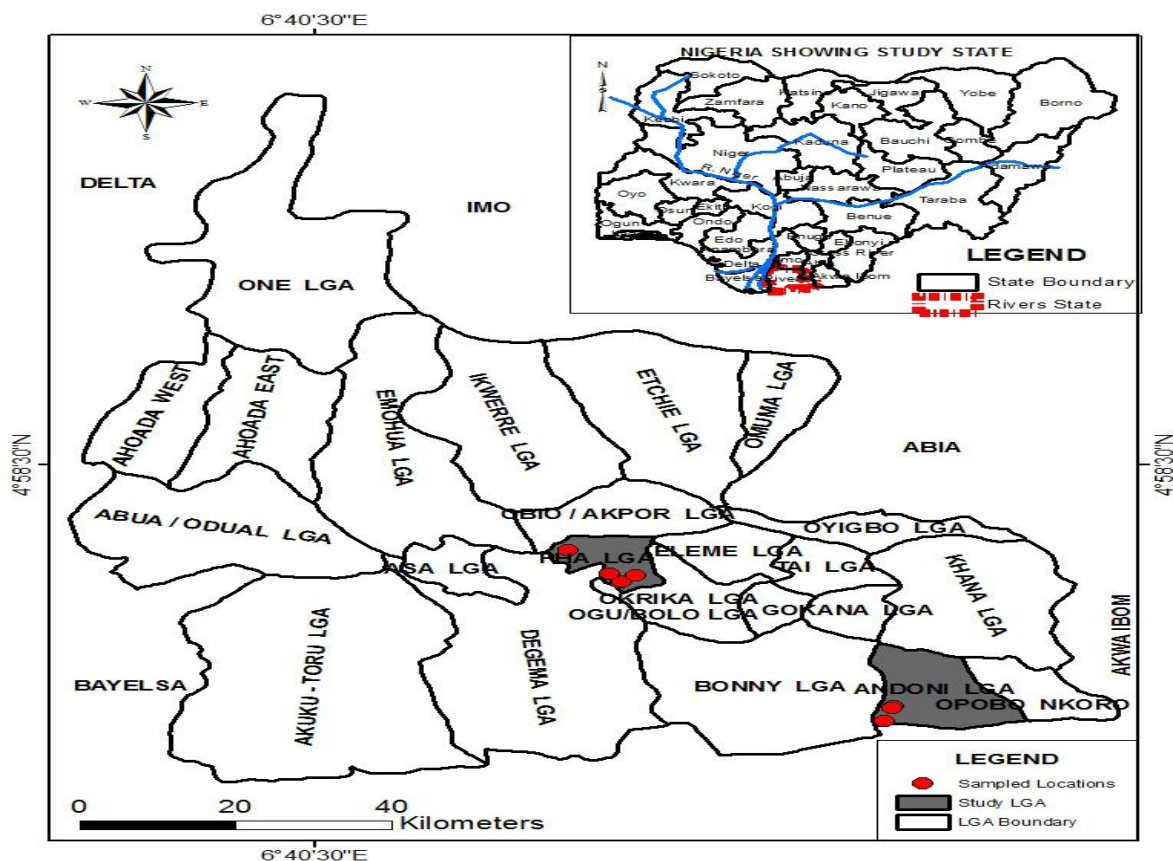 6°40'30"E
NIGERIA SHOWING STUDY STATE
N
W
E
S
N
Sokoto
Zamfara
Kano
Jigawa
Yobe
Borno
Niger
Kaduna
Bauchi
Plateau
R. Niger
Abuja
Nassarawa
Kwara
Oyo
Osun
Ekiti
Kogi
Benue
Taraba
Ogun
Ondo
Edo
Ebonyi
Delta
Akwa Ibom
LEGEND
State Boundary
Rivers State
DELTA
IMO
ONE LGA
AHOADA WEST
AHOADA EAST
EMOHUA LGA
IKWERRE LGA
ETCHIE LGA
OMUMA LGA
ABIA
4°58'30"N
4°58'30"N
ABUA / ODUAL LGA
OBIO / AKPOR LGA
OYIGBO LGA
PHA LGA
ELEME LGA
TAI LGA
ASA LGA
KHANA LGA
OKRIKA LGA
OGU/BOLO LGA
GOKANA LGA
AKWAIBOM
DEGEMA LGA
AKUKU - TORU LGA
BAYELSA
BONNY LGA
ANDONI LGA
OPOBO NKORO
LEGEND
Sampled Locations
Study LGA
LGA Boundary
0 20 40
Kilometers
6°40'30"E